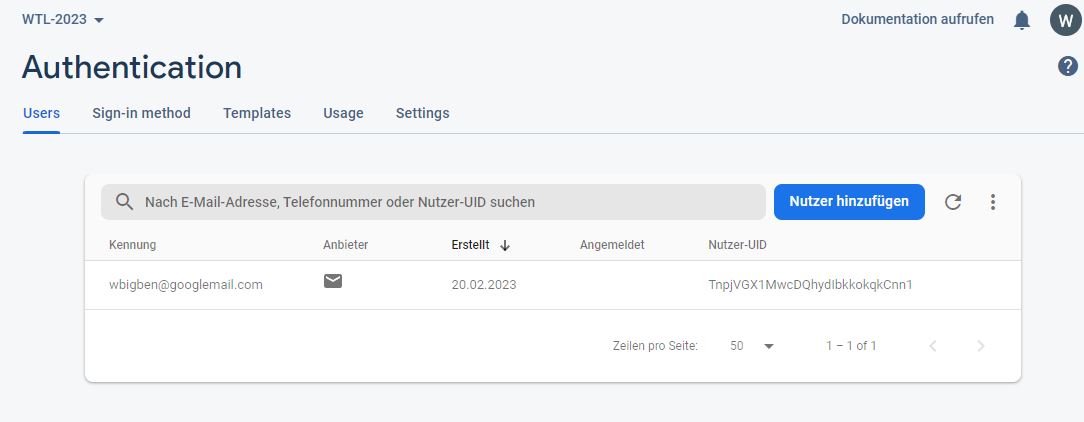 WTL-2023
Dokumentation aufrufen
W
Authentication
?
Users Sign-in method Templates Usage Settings
Nach E-Mail-Adresse, Telefonnummer oder Nutzer-UID suchen
Nutzer hinzufügen
Kennung Anbieter Erstellt Angemeldet Nutzer-UID
wbigben@googlemail.com 20.02.2023 TnpjVGX1MwcDQhydIbkkokqkCnn1
Zeilen pro Seite: 50 1 – 1 of 1